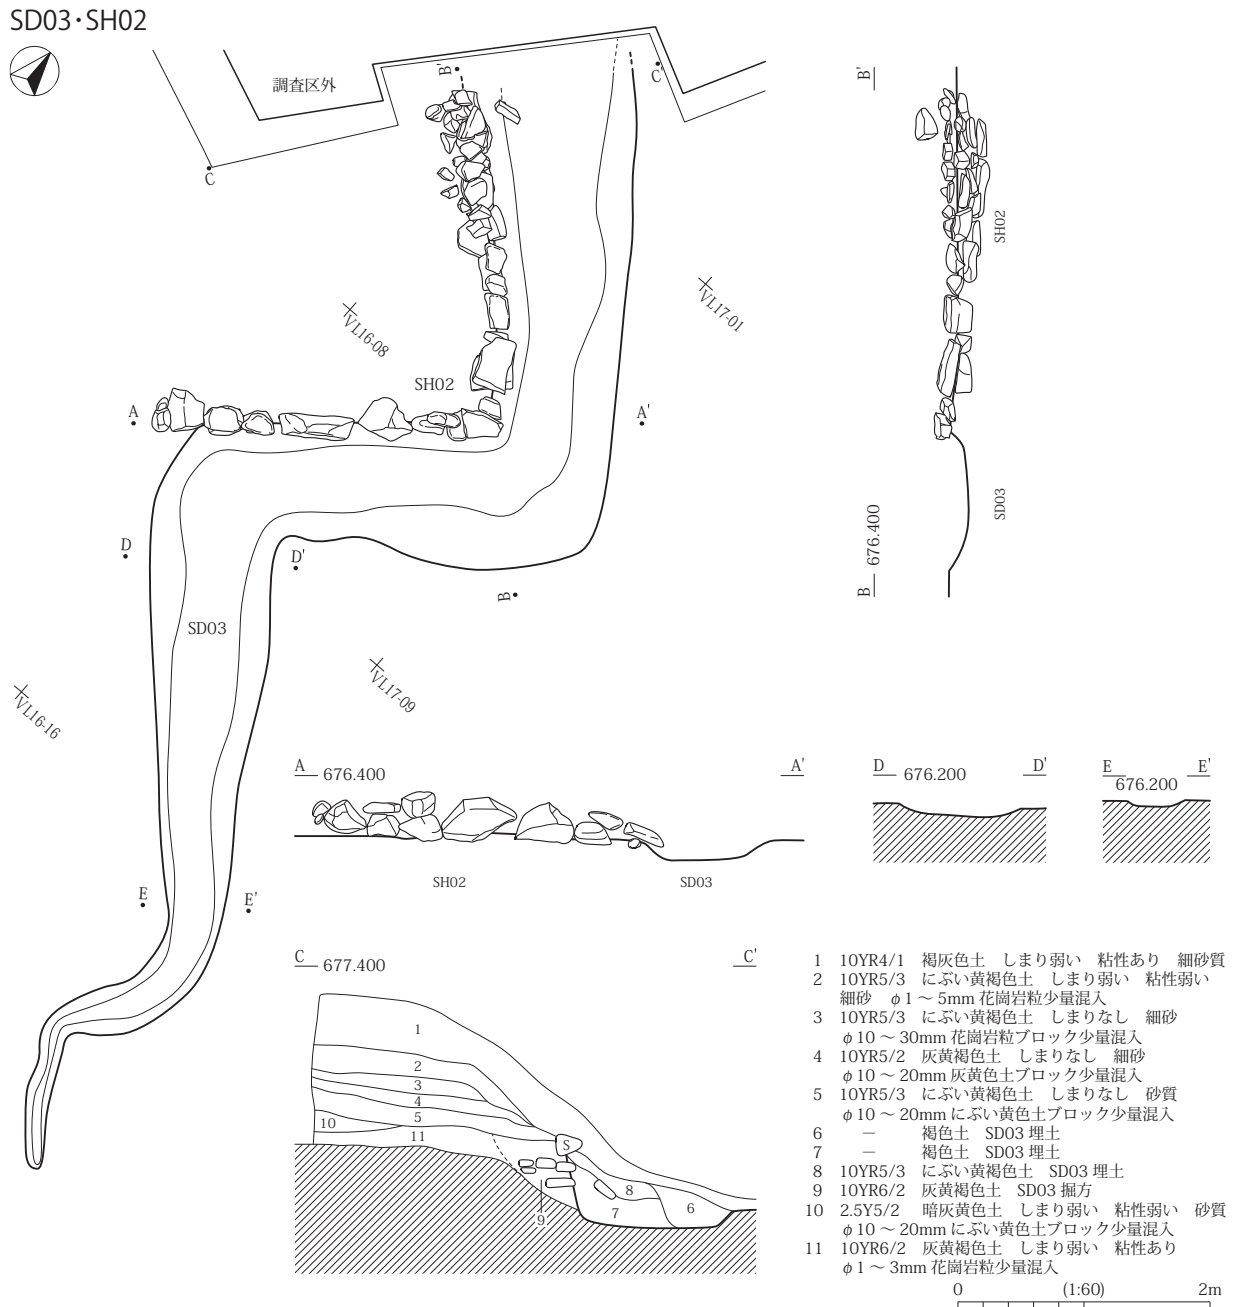 SD03・SH02
調査区外
B'
C'
C
VL16-08
VL17-01
SH02
A
A'
D
D'
B
SD03
VL16-16
VL17-09
E
E'
B'
SH02
SD03
B 676.400
A 676.400 A'
SH02 SD03
D 676.200 D'
E 676.200 E'
C 677.400 C'
1
2
3
4
5
10
11
S
8
7
6
9
1 10YR4/1 褐灰色土 しまり弱い 粘性あり 細砂質
2 10YR5/3 にぶい黄褐色土 しまり弱い 粘性弱い
細砂 φ1～5mm 花崗岩粒少量混入
3 10YR5/3 にぶい黄褐色土 しまりなし 細砂
φ10～30mm 花崗岩粒ブロック少量混入
4 10YR5/2 灰黄褐色土 しまりなし 細砂
φ10～20mm 灰黄色土ブロック少量混入
5 10YR5/3 にぶい黄褐色土 しまりなし 砂質
φ10～20mm にぶい黄色土ブロック少量混入
6 － 褐色土 SD03 埋土
7 － 褐色土 SD03 埋土
8 10YR5/3 にぶい黄褐色土 SD03 埋土
9 10YR6/2 灰黄褐色土 SD03 掘方
10 2.5Y5/2 暗灰黄色土 しまり弱い 粘性弱い 砂質
φ10～20mm にぶい黄色土ブロック少量混入
11 10YR6/2 灰黄褐色土 しまり弱い 粘性あり
φ1～3mm 花崗岩粒少量混入
0 (1:60) 2m